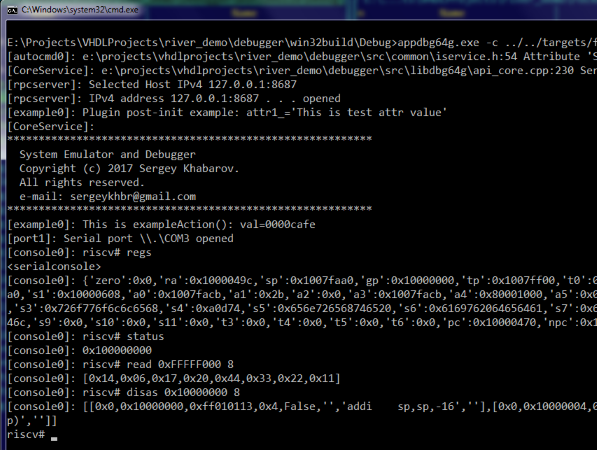 C:\Windows\system32\cmd.exe
E:\Projects\VHDLProjects\river_demo\debugger\win32build\Debug>appdbg64g.exe -c ../../targets/f
[autocmd0]: e:\projects\vhdlprojects\river_demo\debugger\src\common\iservice.h:54 Attribute 'S
[CoreService]: e:\projects\vhdlprojects\river_demo\debugger\src\libdbg64g\api_core.cpp:230 Ser
[rpcserver]: Selected Host IPv4 127.0.0.1:8687
[rpcserver]: IPv4 address 127.0.0.1:8687 . . . opened
[example0]: Plugin post-init example: attr1_='This is test attr value'
[CoreService]:
**********************************************************
System Emulator and Debugger
Copyright (c) 2017 Sergey Khabarov.
All rights reserved.
e-mail: sergeykhbr@gmail.com
**********************************************************
[example0]: This is exampleAction(): val=0000cafe
[port1]: Serial port \\.\COM3 opened
[console0]: riscv# regs
<serialconsole>
[console0]: {'zero':0x0,'ra':0x1000049c,'sp':0x1007faa0,'gp':0x10000000,'tp':0x1007ff00,'t0':0
a0,'s1':0x10000608,'a0':0x1007facb,'a1':0x2b,'a2':0x0,'a3':0x1007facb,'a4':0x80001000,'a5':0x0
,'s3':0x726f776f6c6c6568,'s4':0xa0d74,'s5':0x656e726568746520,'s6':0x6169762064656461,'s7':0x6
46c,'s9':0x0,'s10':0x0,'s11':0x0,'t3':0x0,'t4':0x0,'t5':0x0,'t6':0x0,'pc':0x10000470,'npc':0x1
[console0]: riscv# status
[console0]: 0x100000000
[console0]: riscv# read 0xFFFFF000 8
[console0]: [0x14,0x06,0x17,0x20,0x44,0x33,0x22,0x11]
[console0]: riscv# disas 0x10000000 8
[console0]: [[0x0,0x10000000,0xff010113,0x4,False,'','addi    sp,sp,-16',''],[0x0,0x10000004,0
p)','']]
riscv# _